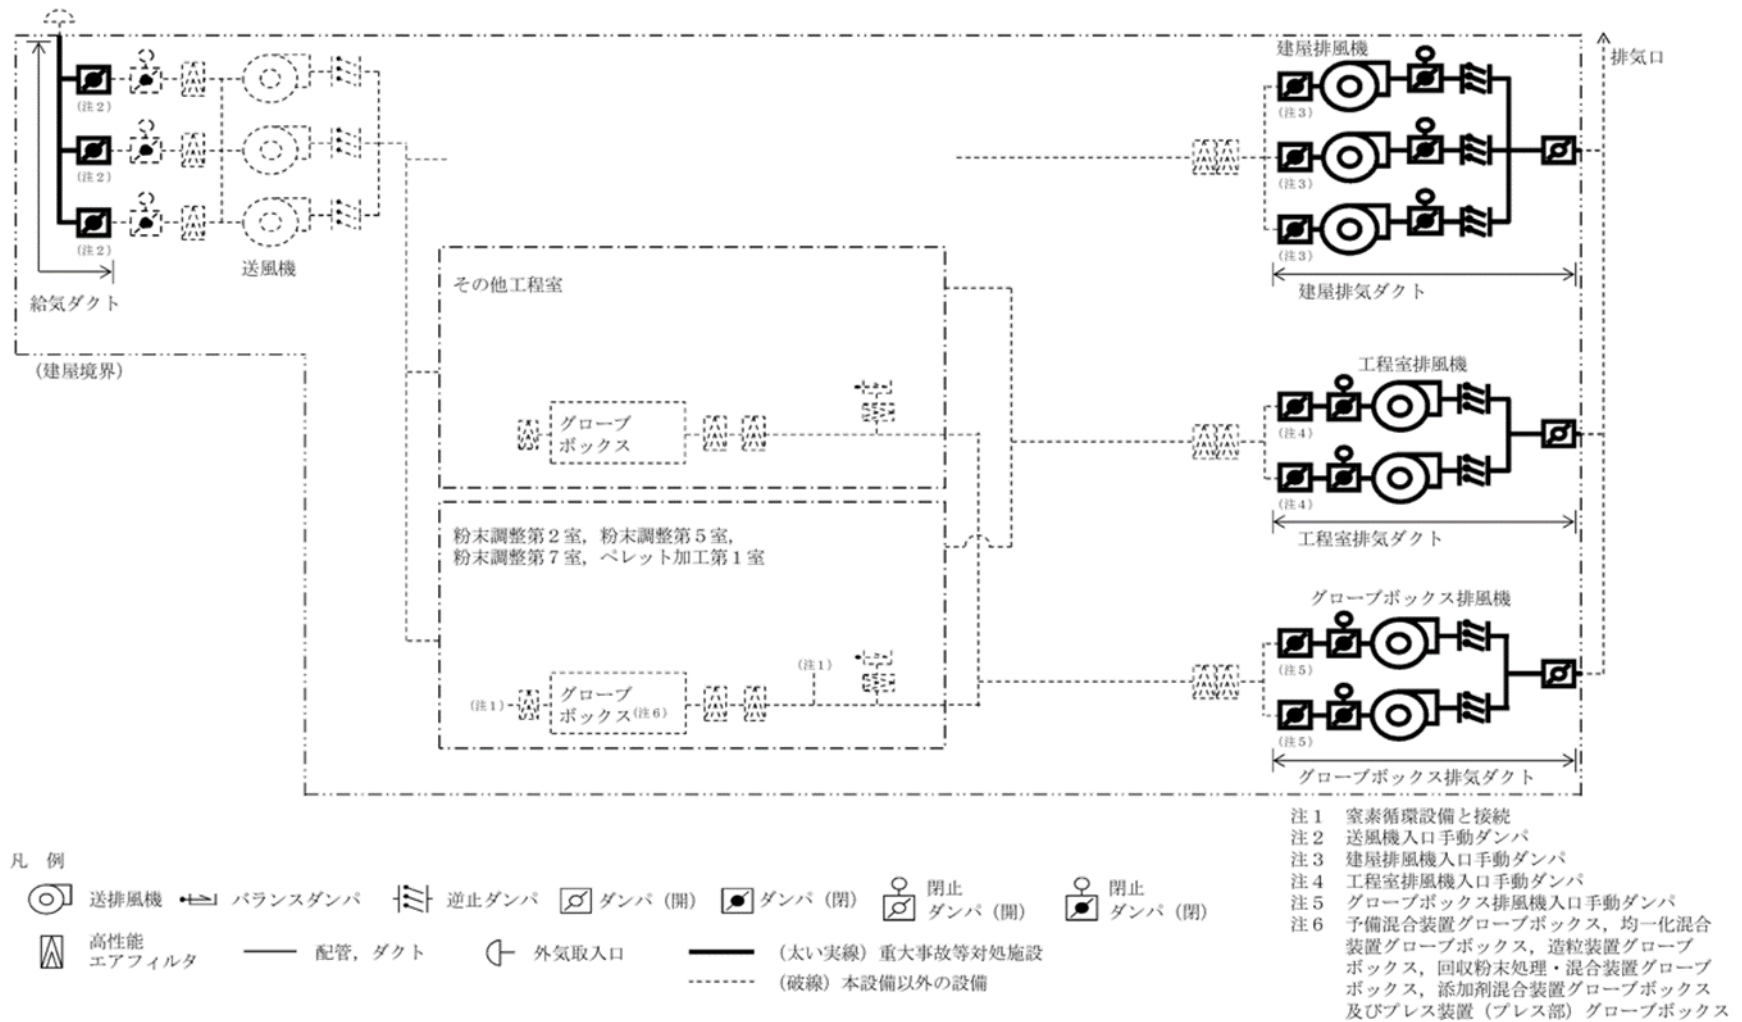 建屋排風機
排気口
(注2)
(注3)
(注2)
(注3)
(注2)
(注3)
送風機
給気ダクト
建屋排気ダクト
その他工程室
(建屋境界)
工程室排風機
グローブ
ボックス
(注4)
(注4)
工程室排気ダクト
粉末調整第2室,粉末調整第5室,
粉末調整第7室,ペレット加工第1室
グローブボックス排風機
(注1)
(注5)
(注1)
グローブ
ボックス(注6)
(注5)
グローブボックス排気ダクト
注1 窒素循環設備と接続
注2 送風機入口手動ダンパ
注3 建屋排風機入口手動ダンパ
注4 工程室排風機入口手動ダンパ
注5 グローブボックス排風機入口手動ダンパ
注6 予備混合装置グローブボックス,均一化混合
装置グローブボックス,造粒装置グローブ
ボックス,回収粉末処理・混合装置グローブ
ボックス,添加剤混合装置グローブボックス
及びプレス装置(プレス部)グローブボックス
凡 例
送排風機
バランスダンパ
逆止ダンパ
ダンパ(開)
ダンパ(閉)
閉止
ダンパ(開)
閉止
ダンパ(閉)
高性能
エアフィルタ
配管,ダクト
外気取入口
(太い実線)重大事故等対処施設
(破線)本設備以外の設備